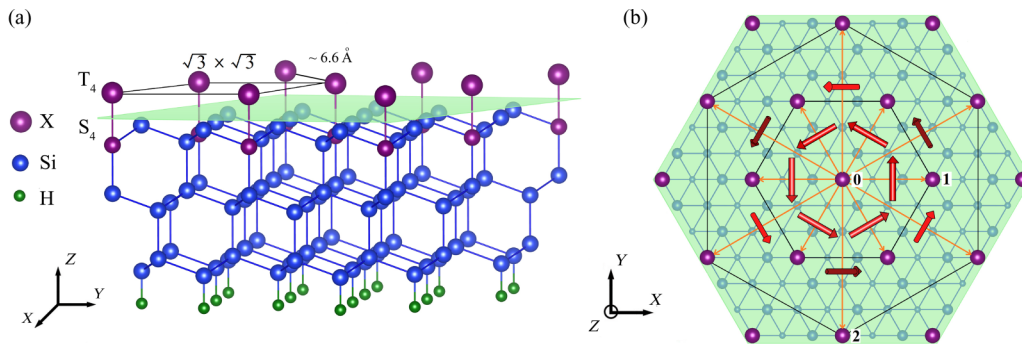 (a)
√3 × √3
~ 6.6 Å
T₄
S₄
X
Si
H
Z
Y
X
(b)
0
1
2
Y
X
Z